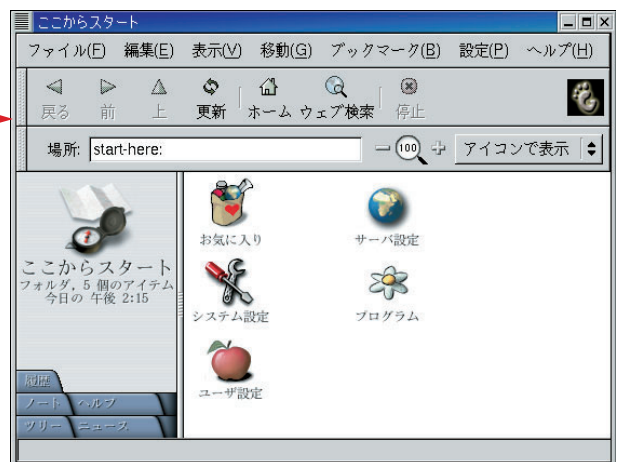 ここからスタート
ファイル(F) 編集(E) 表示(V) 移動(G) ブックマーク(B) 設定(P) ヘルプ(H)
戻る 前 上 更新 ホーム ウェブ検索 停止
場所: start-here: 100 アイコンで表示
ここからスタート
フォルダ, 5 個のアイテム
今日の 午後 2:15
お気に入り サーバ設定
システム設定 プログラム
ユーザ設定
履歴
ノート ヘルプ
ツリー ニュース